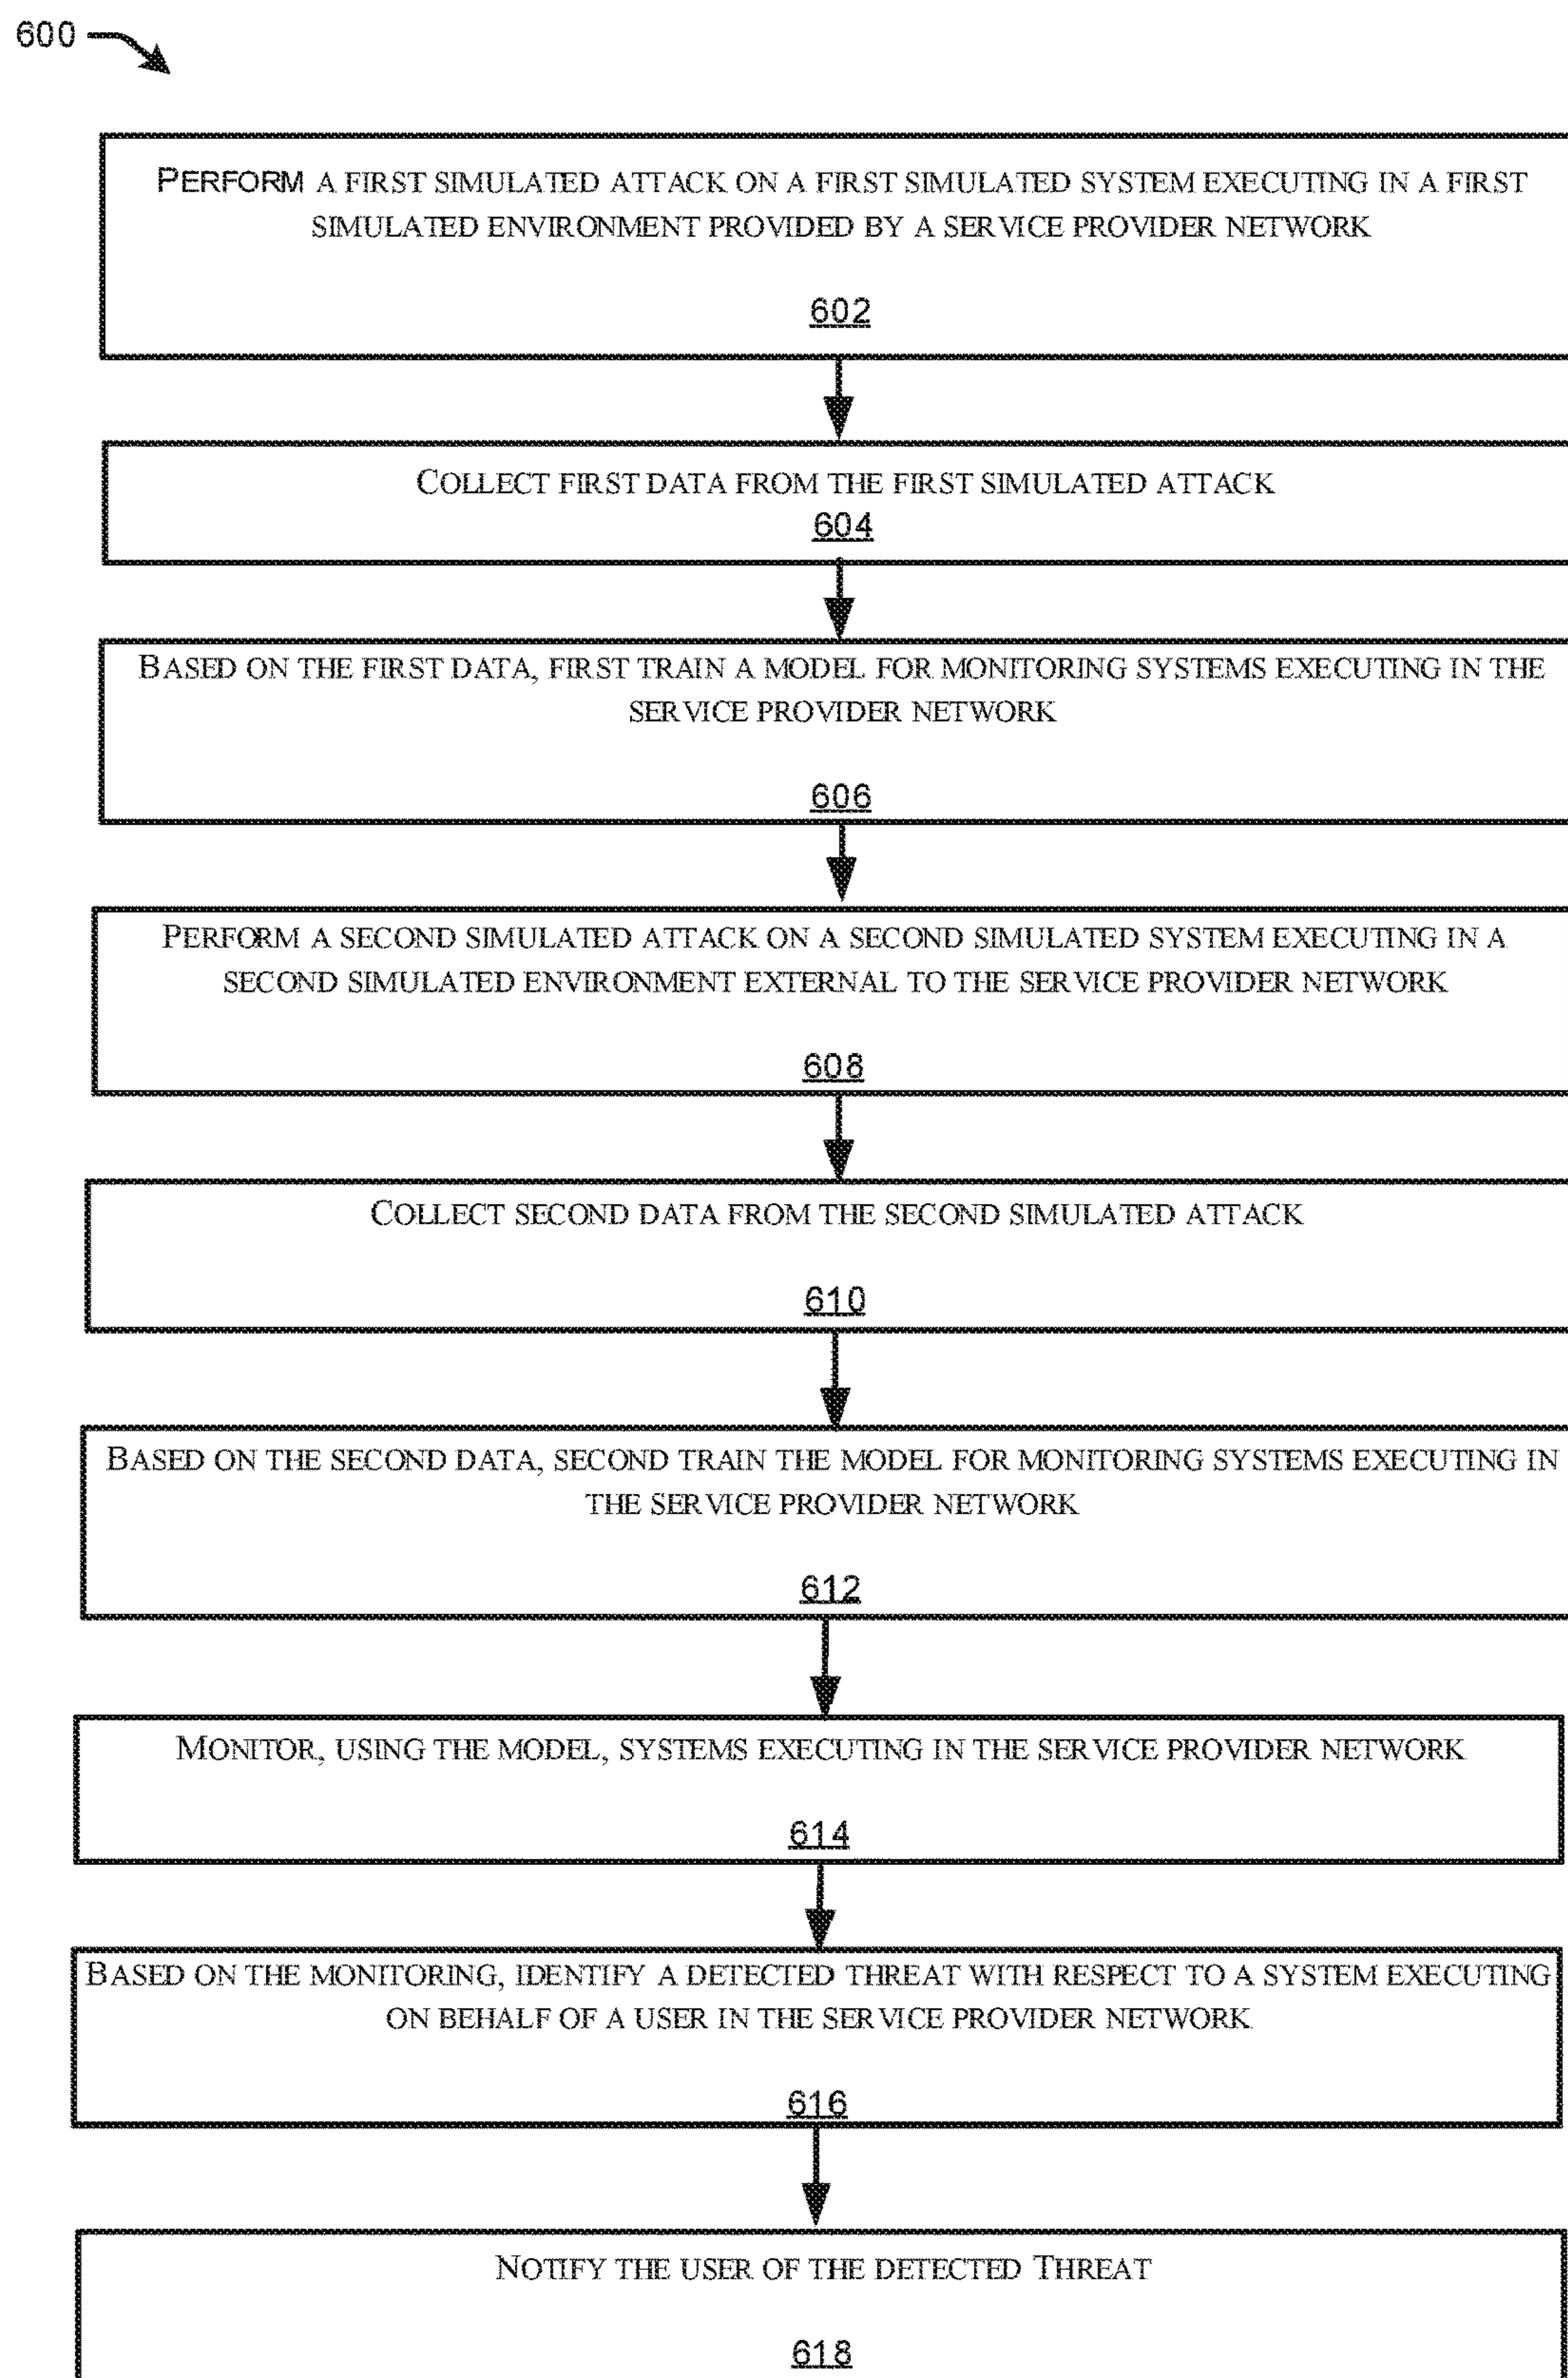 600
PERFORM A FIRST SIMULATED ATTACK ON A FIRST SIMULATED SYSTEM EXECUTING IN A FIRST
SIMULATED ENVIRONMENT PROVIDED BY A SERVICE PROVIDER NETWORK
602
COLLECT FIRST DATA FROM THE FIRST SIMULATED ATTACK
604
BASED ON THE FIRST DATA, FIRST TRAIN A MODEL FOR MONITORING SYSTEMS EXECUTING IN THE
SERVICE PROVIDER NETWORK
606
PERFORM A SECOND SIMULATED ATTACK ON A SECOND SIMULATED SYSTEM EXECUTING IN A
SECOND SIMULATED ENVIRONMENT EXTERNAL TO THE SERVICE PROVIDER NETWORK
608
COLLECT SECOND DATA FROM THE SECOND SIMULATED ATTACK
610
BASED ON THE SECOND DATA, SECOND TRAIN THE MODEL FOR MONITORING SYSTEMS EXECUTING IN
THE SERVICE PROVIDER NETWORK
612
MONITOR, USING THE MODEL, SYSTEMS EXECUTING IN THE SERVICE PROVIDER NETWORK
614
BASED ON THE MONITORING, IDENTIFY A DETECTED THREAT WITH RESPECT TO A SYSTEM EXECUTING
ON BEHALF OF A USER IN THE SERVICE PROVIDER NETWORK
616
NOTIFY THE USER OF THE DETECTED THREAT
618